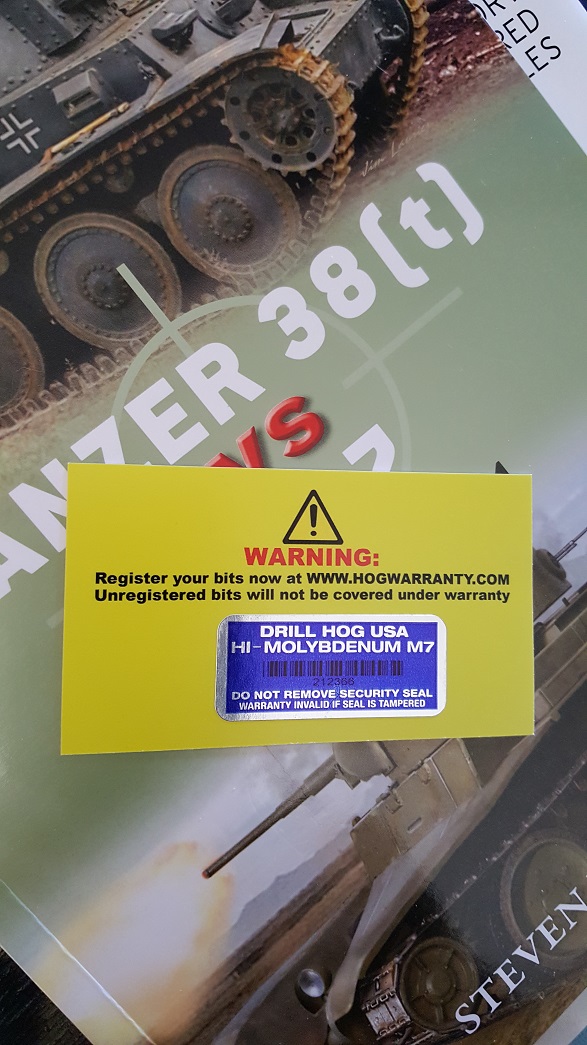 38(t)
vs
WARNING:
Register your bits now at WWW.HOGWARRANTY.COM
Unregistered bits will not be covered under warranty
DRILL HOG USA
HI-MOLYBDENUM M7
212366
DO NOT REMOVE SECURITY SEAL
WARRANTY INVALID IF SEAL IS TAMPERED
STEVEN